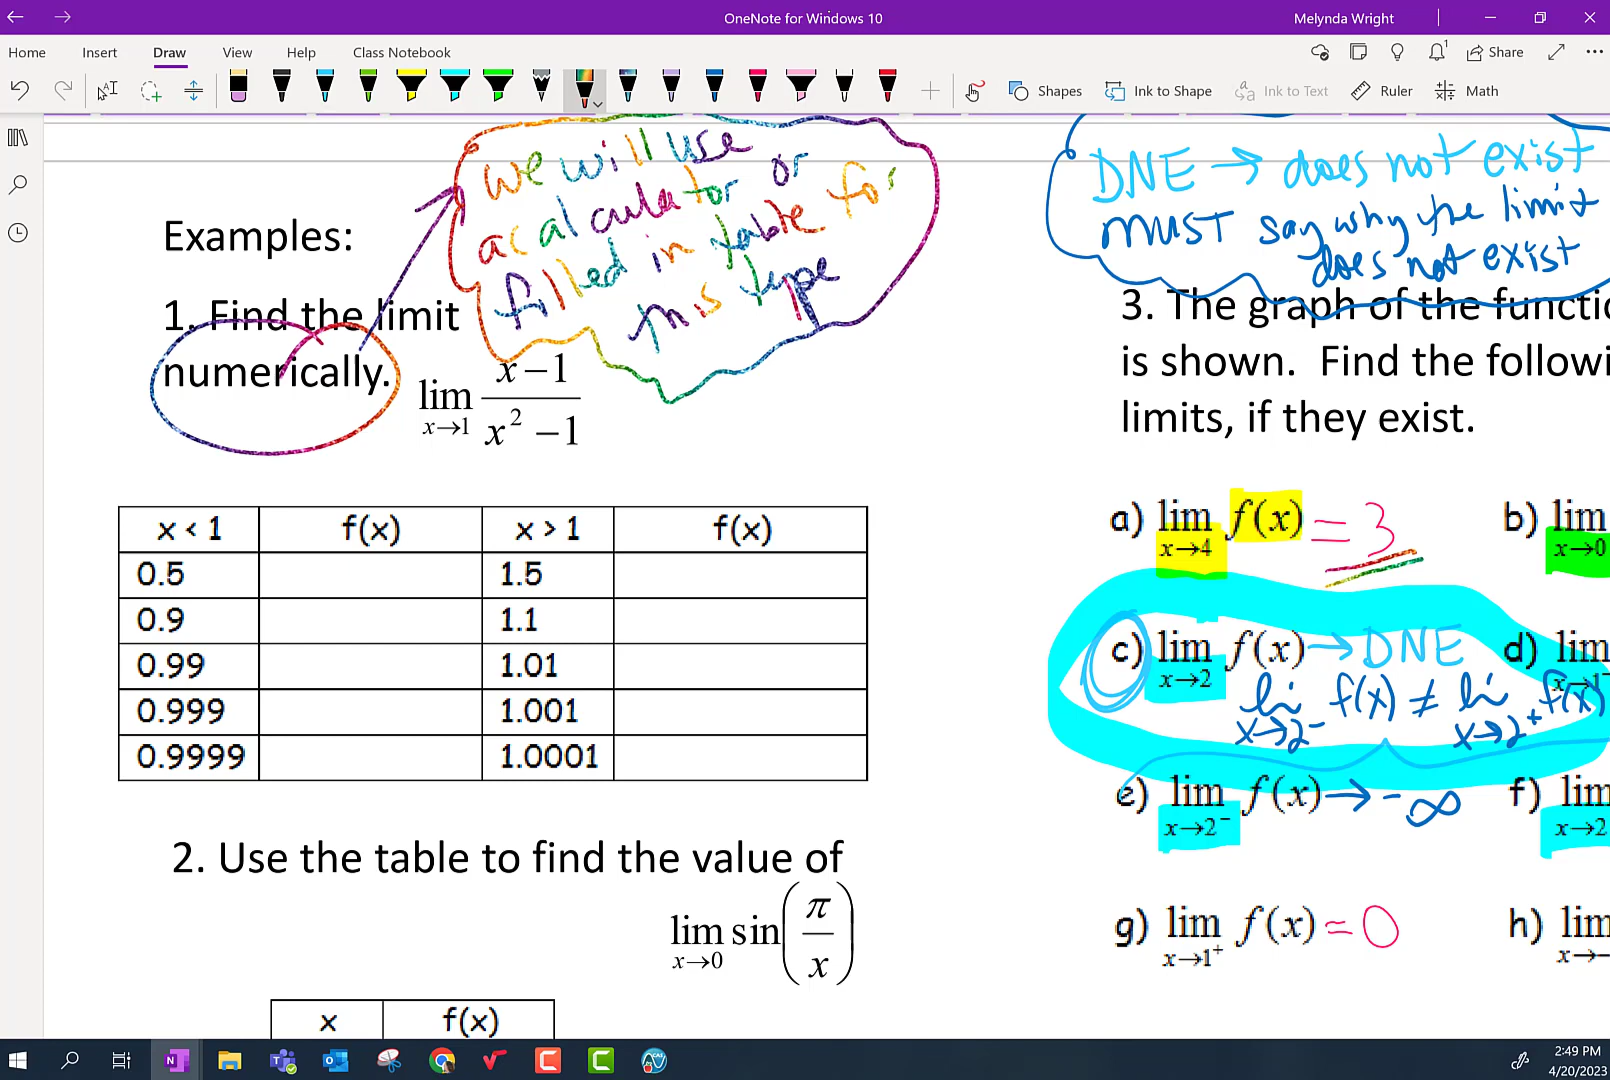 OneNote for Windows 10
Melynda Wright
Home Insert Draw View Help Class Notebook
Share
Shapes Ink to Shape Ink to Text Ruler Math
we will use
a calculator or
filled in table for
this type
Examples:
1. Find the limit
numerically.
lim x→1 x−1 / x² −1
x < 1 f(x) x > 1 f(x)
0.5 1.5
0.9 1.1
0.99 1.01
0.999 1.001
0.9999 1.0001
2. Use the table to find the value of
lim x→0 sin(π/x)
x f(x)
DNE → does not exist
MUST say why the limit
does not exist
3. The graph of the functi
is shown. Find the followi
limits, if they exist.
a) lim x→4 f(x) = 3 b) lim x→0
c) lim x→2 f(x) → DNE d) lim x→1⁻
lim x→2⁻ f(x) ≠ lim x→2⁺ f(x)
e) lim x→2⁻ f(x) → -∞ f) lim x→2
g) lim x→1⁺ f(x) = 0 h) lim x→−
2:49 PM
4/20/2023